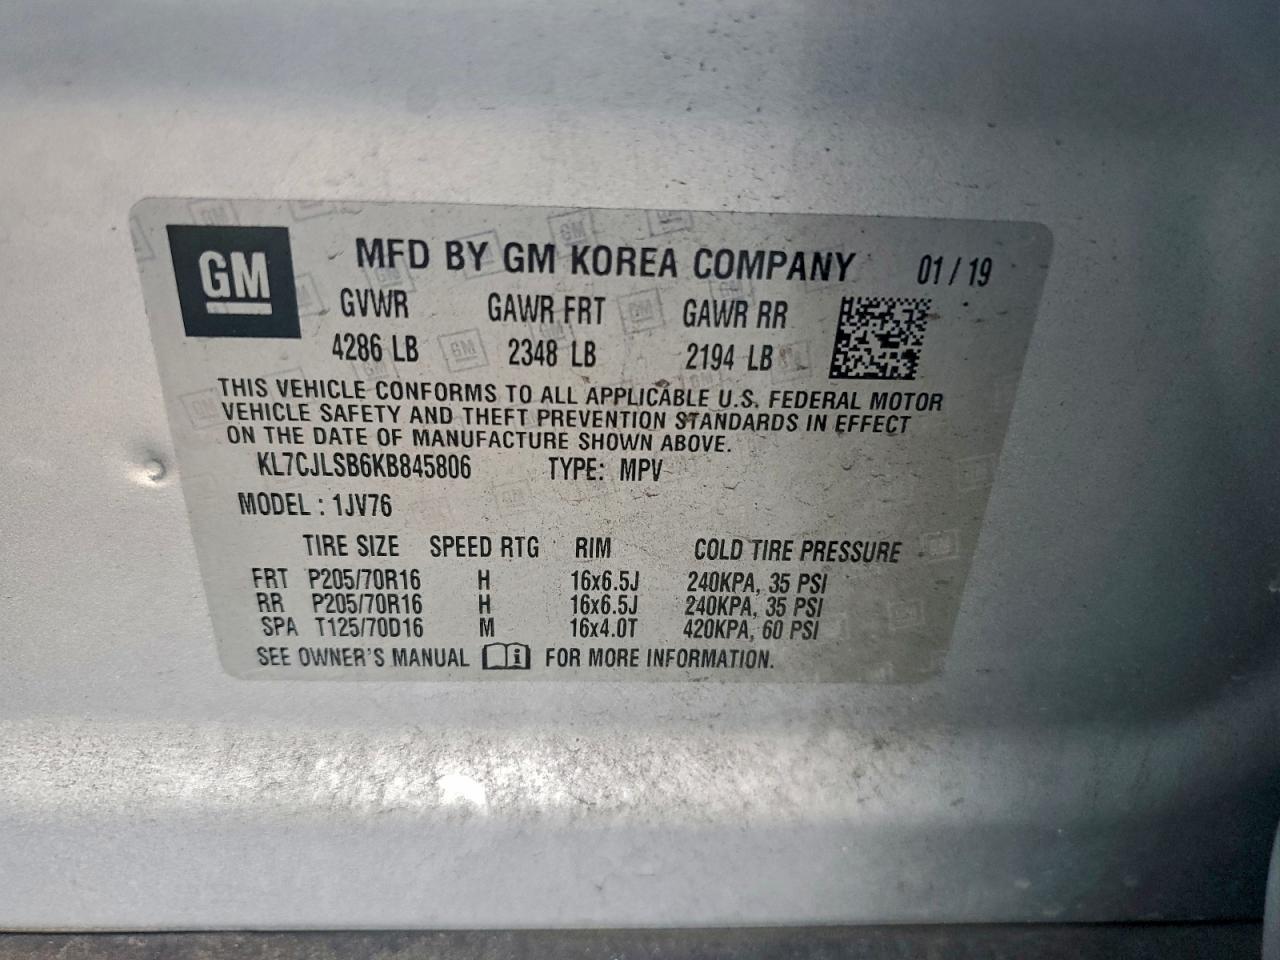 GM MFD BY GM KOREA COMPANY 01 / 19
GVWR GAWR FRT GAWR RR
4286 LB 2348 LB 2194 LB
THIS VEHICLE CONFORMS TO ALL APPLICABLE U.S. FEDERAL MOTOR
VEHICLE SAFETY AND THEFT PREVENTION STANDARDS IN EFFECT
ON THE DATE OF MANUFACTURE SHOWN ABOVE.
KL7CJLSB6KB845806 TYPE: MPV
MODEL : 1JV76
TIRE SIZE SPEED RTG RIM COLD TIRE PRESSURE
FRT P205/70R16 H 16x6.5J 240KPA, 35 PSI
RR P205/70R16 H 16x6.5J 240KPA, 35 PSI
SPA T125/70D16 M 16x4.0T 420KPA, 60 PSI
SEE OWNER'S MANUAL i FOR MORE INFORMATION.